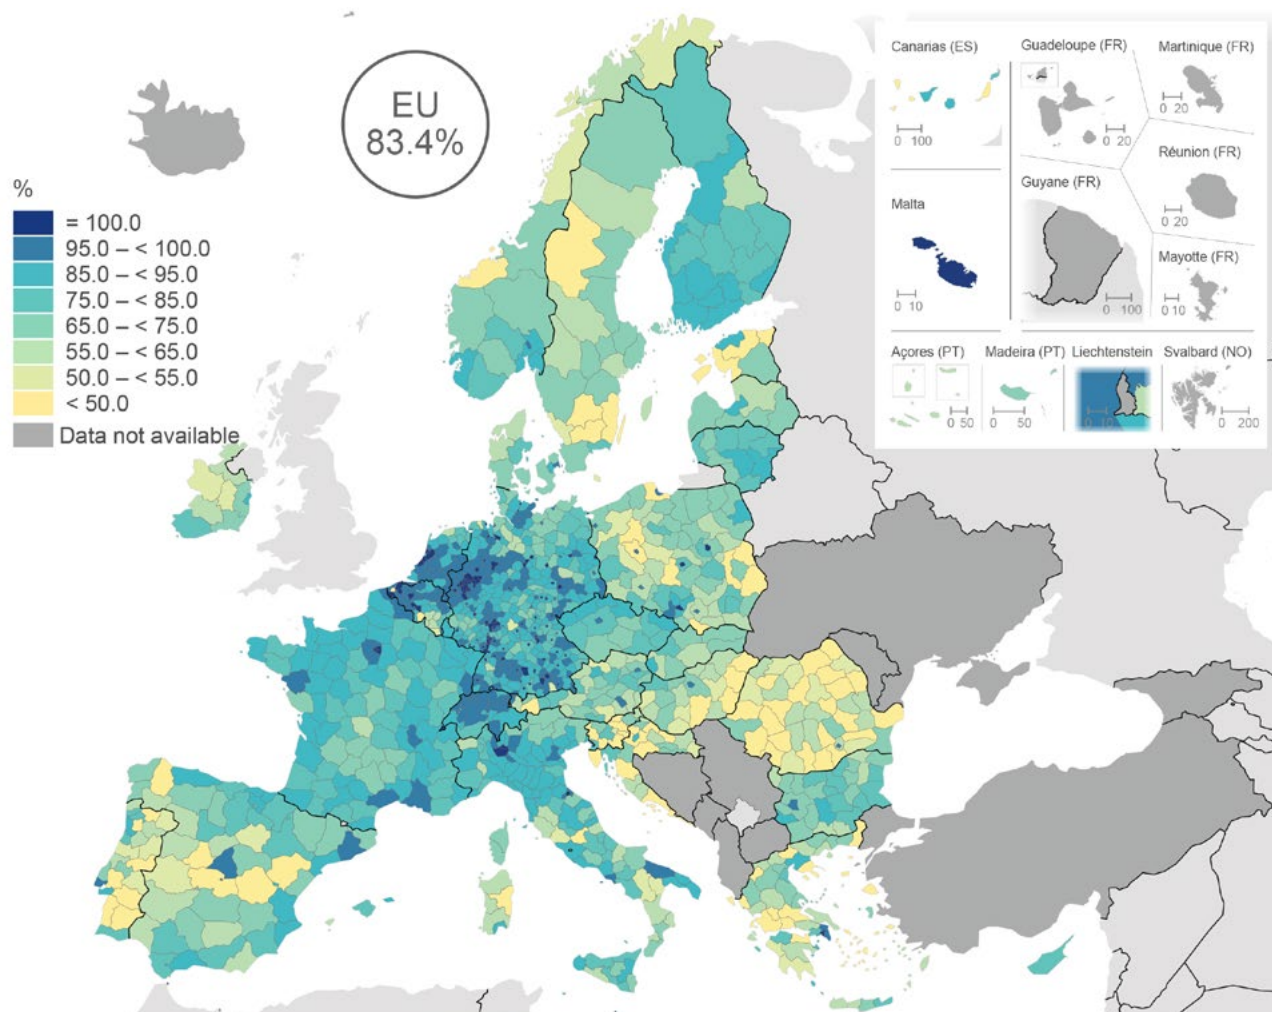 EU
83.4%
%
= 100.0
95.0 – < 100.0
85.0 – < 95.0
75.0 – < 85.0
65.0 – < 75.0
55.0 – < 65.0
50.0 – < 55.0
< 50.0
Data not available
Canarias (ES)
0 100
Guadeloupe (FR)
0 20
Martinique (FR)
0 20
Réunion (FR)
0 20
Guyane (FR)
0 100
Mayotte (FR)
0 10
Malta
0 10
Açores (PT)
0 50
Madeira (PT)
0 50
Liechtenstein
0 10
Svalbard (NO)
0 200